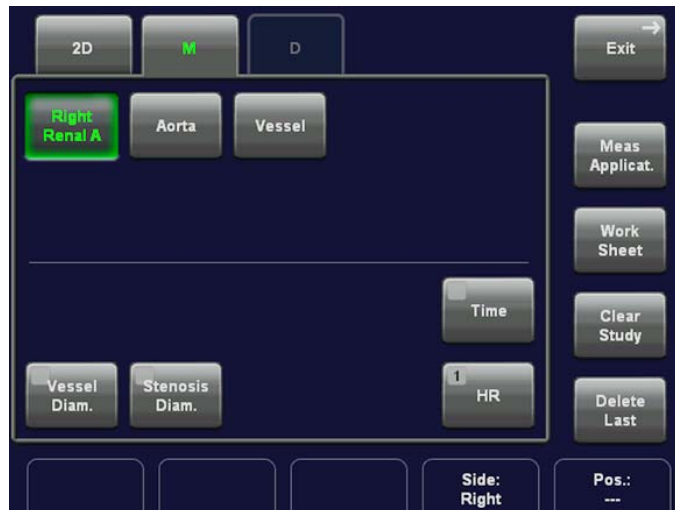 2D
M
D
Exit
Right
Renal A
Aorta
Vessel
Meas
Applicat.
Work
Sheet
Time
Clear
Study
Vessel
Diam.
Stenosis
Diam.
1
HR
Delete
Last
Side:
Right
Pos.:
---